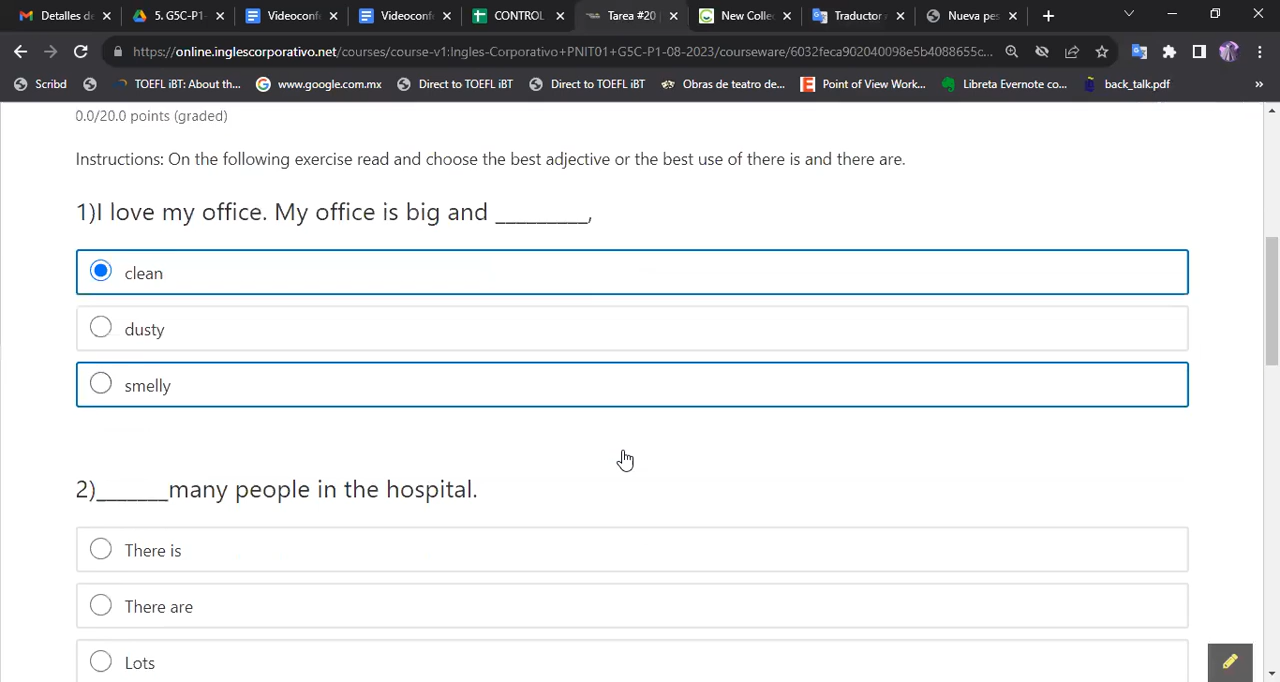 Detalles de
5. G5C-P1-
Videoconf
Videoconf
CONTROL
Tarea #20
New Colle
Traductor
Nueva pes
https://online.inglescorporativo.net/courses/course-v1:Ingles-Corporativo+PNIT01+G5C-P1-08-2023/courseware/6032feca902040098e5b4088655c...
Scribd
TOEFL iBT: About th...
www.google.com.mx
Direct to TOEFL iBT
Direct to TOEFL iBT
Obras de teatro de...
Point of View Work...
Libreta Evernote co...
back_talk.pdf
»
0.0/20.0 points (graded)
Instructions: On the following exercise read and choose the best adjective or the best use of there is and there are.
1)I love my office. My office is big and _________,
clean
dusty
smelly
2)______many people in the hospital.
There is
There are
Lots